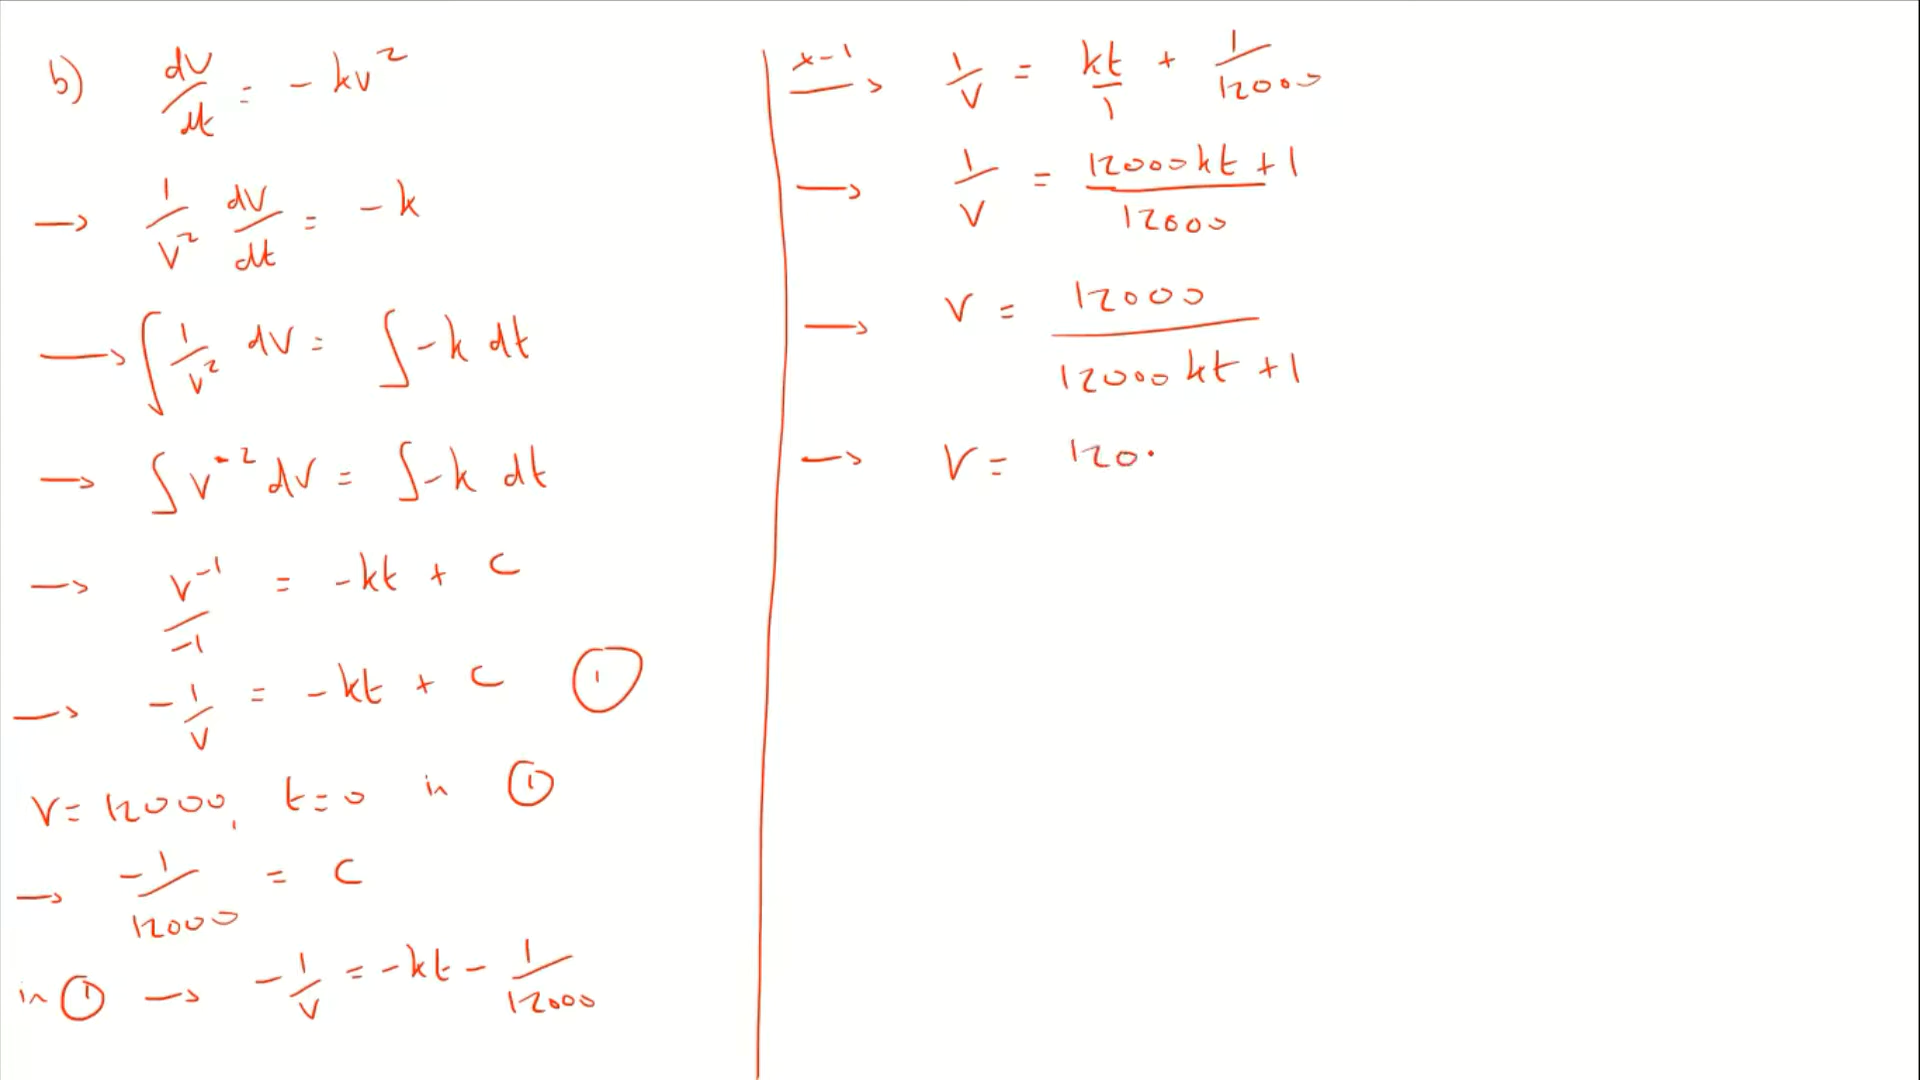 b) dV/dt = -kv²
→ 1/V² dV/dt = -k
→ ∫ 1/V² dV = ∫ -k dt
→ ∫ V⁻² dV = ∫ -k dt
→ V⁻¹/-1 = -kt + C
→ -1/V = -kt + C ①
V = 12000, t = 0 in ①
→ -1/12000 = C
in ① → -1/V = -kt - 1/12000
x-1 → 1/V = kt/1 + 1/12000
→ 1/V = 12000kt + 1/12000
→ V = 12000/12000kt + 1
→ V = 120